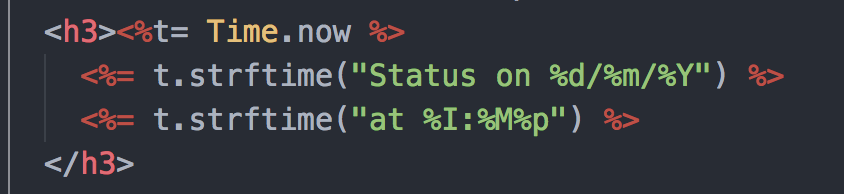 <h3><%t= Time.now %>
<%= t.strftime("Status on %d/%m/%Y") %>
<%= t.strftime("at %I:%M%p") %>
</h3>